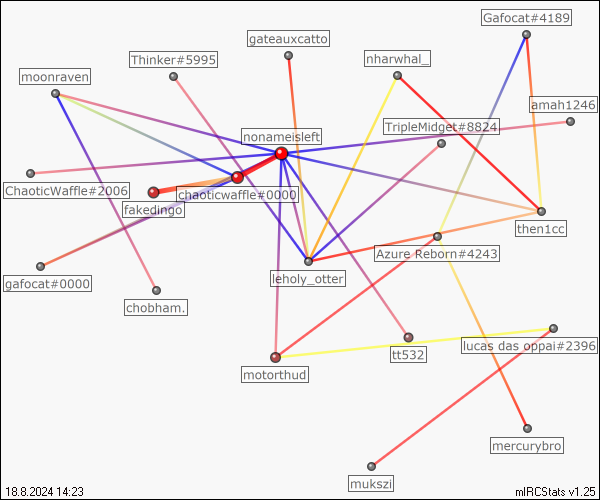 Gafocat#4189
gateauxcatto
Thinker#5995
nharwhal_
moonraven
amah1246
TripleMidget#8824
nonameisleft
ChaoticWaffle#2006
chaoticwaffle#0000
fakedingo
then1cc
Azure Reborn#4243
leholy_otter
gafocat#0000
chobham.
lucas das oppai#2396
tt532
motorthud
mercurybro
mukszi
18.8.2024 14:23
mIRCStats v1.25